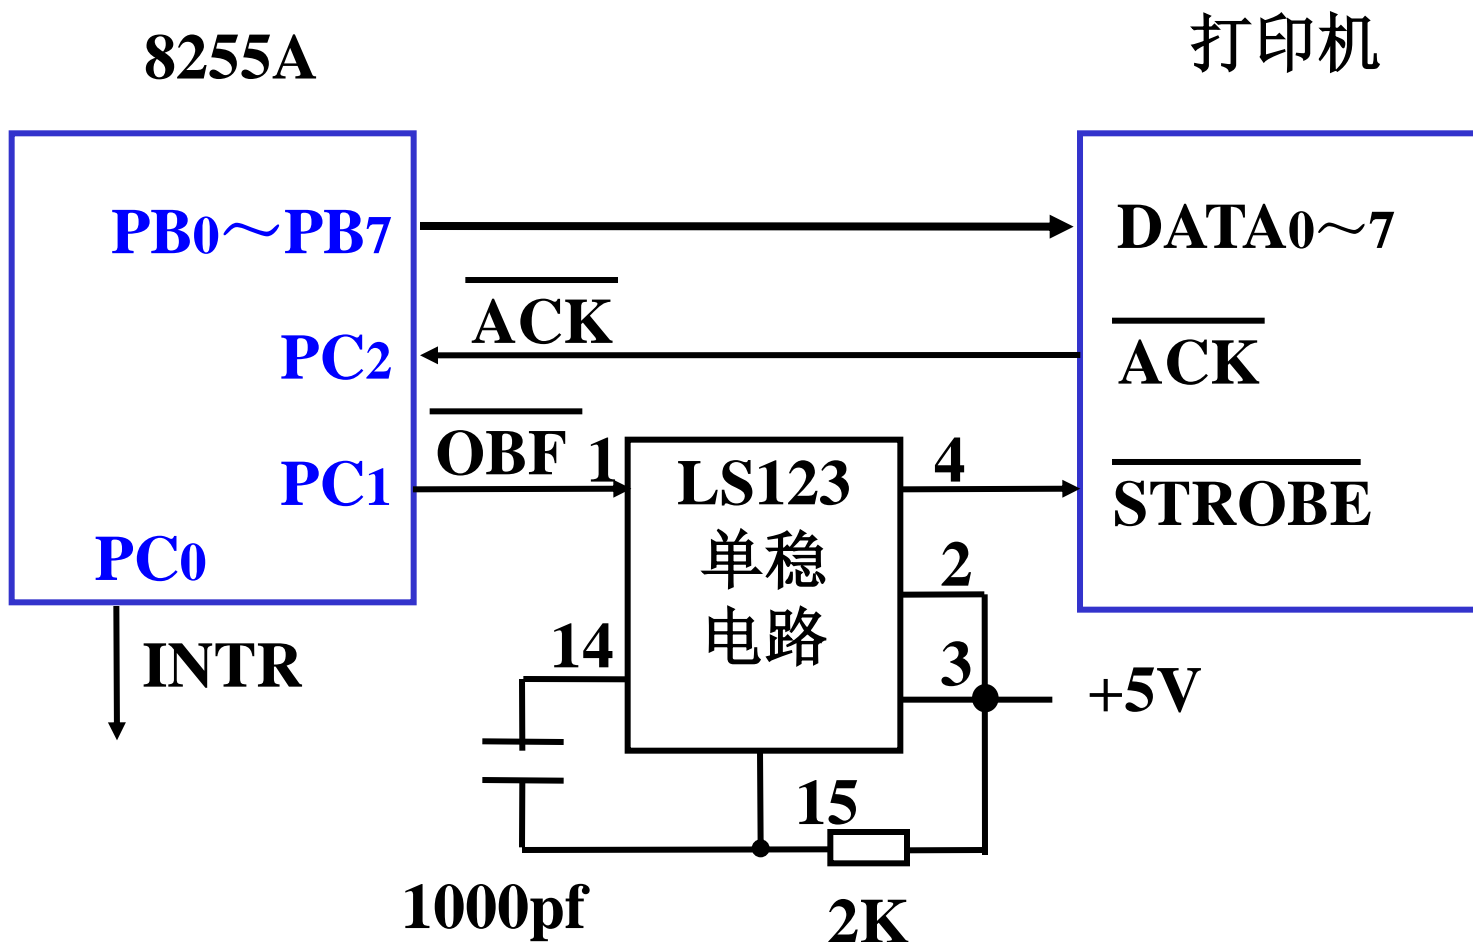 8255A
打印机
PB0～PB7
DATA0～7
ACK
PC2
ACK
OBF
1
PC1
LS123
单稳
电路
4
STROBE
PC0
2
INTR
14
3
+5V
15
1000pf
2K